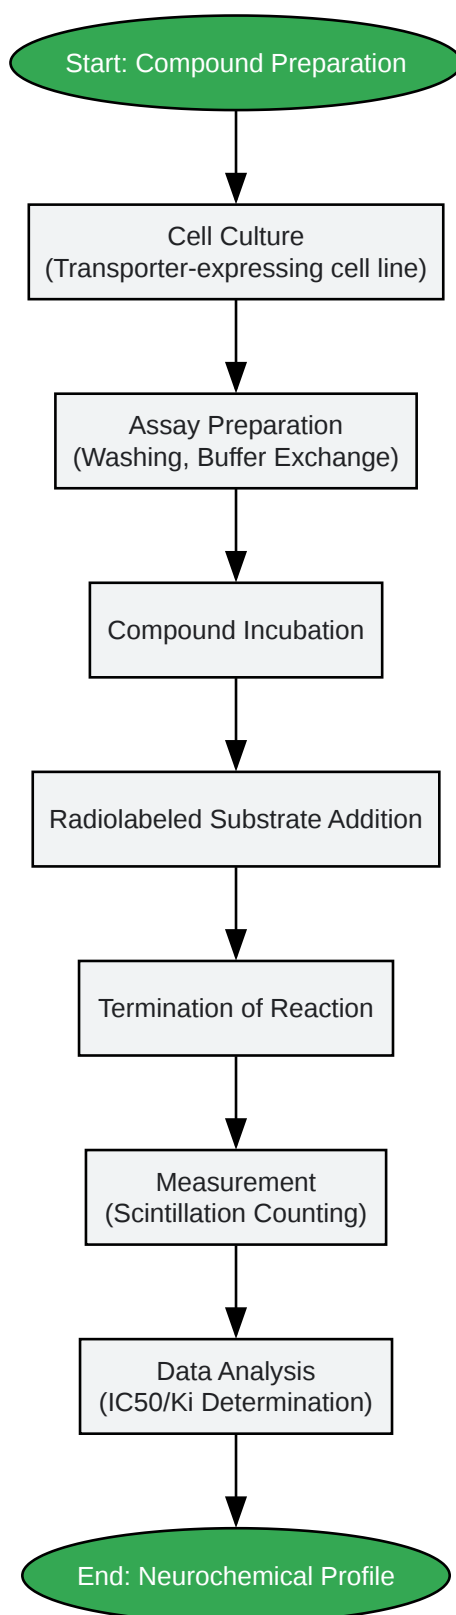 Start: Compound Preparation
Cell Culture
(Transporter-expressing cell line)
Assay Preparation
(Washing, Buffer Exchange)
Compound Incubation
Radiolabeled Substrate Addition
Termination of Reaction
Measurement
(Scintillation Counting)
Data Analysis
(IC50/Ki Determination)
End: Neurochemical Profile